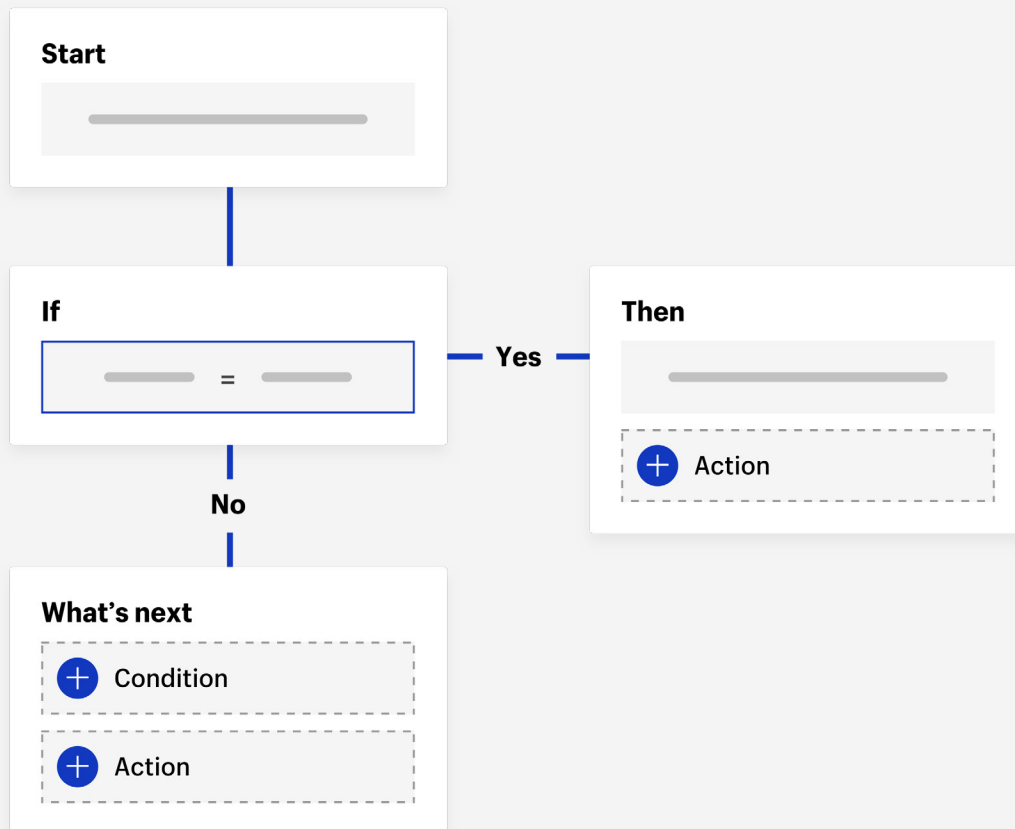 Start
If
=
Yes
Then
Action
No
What’s next
Condition
Action